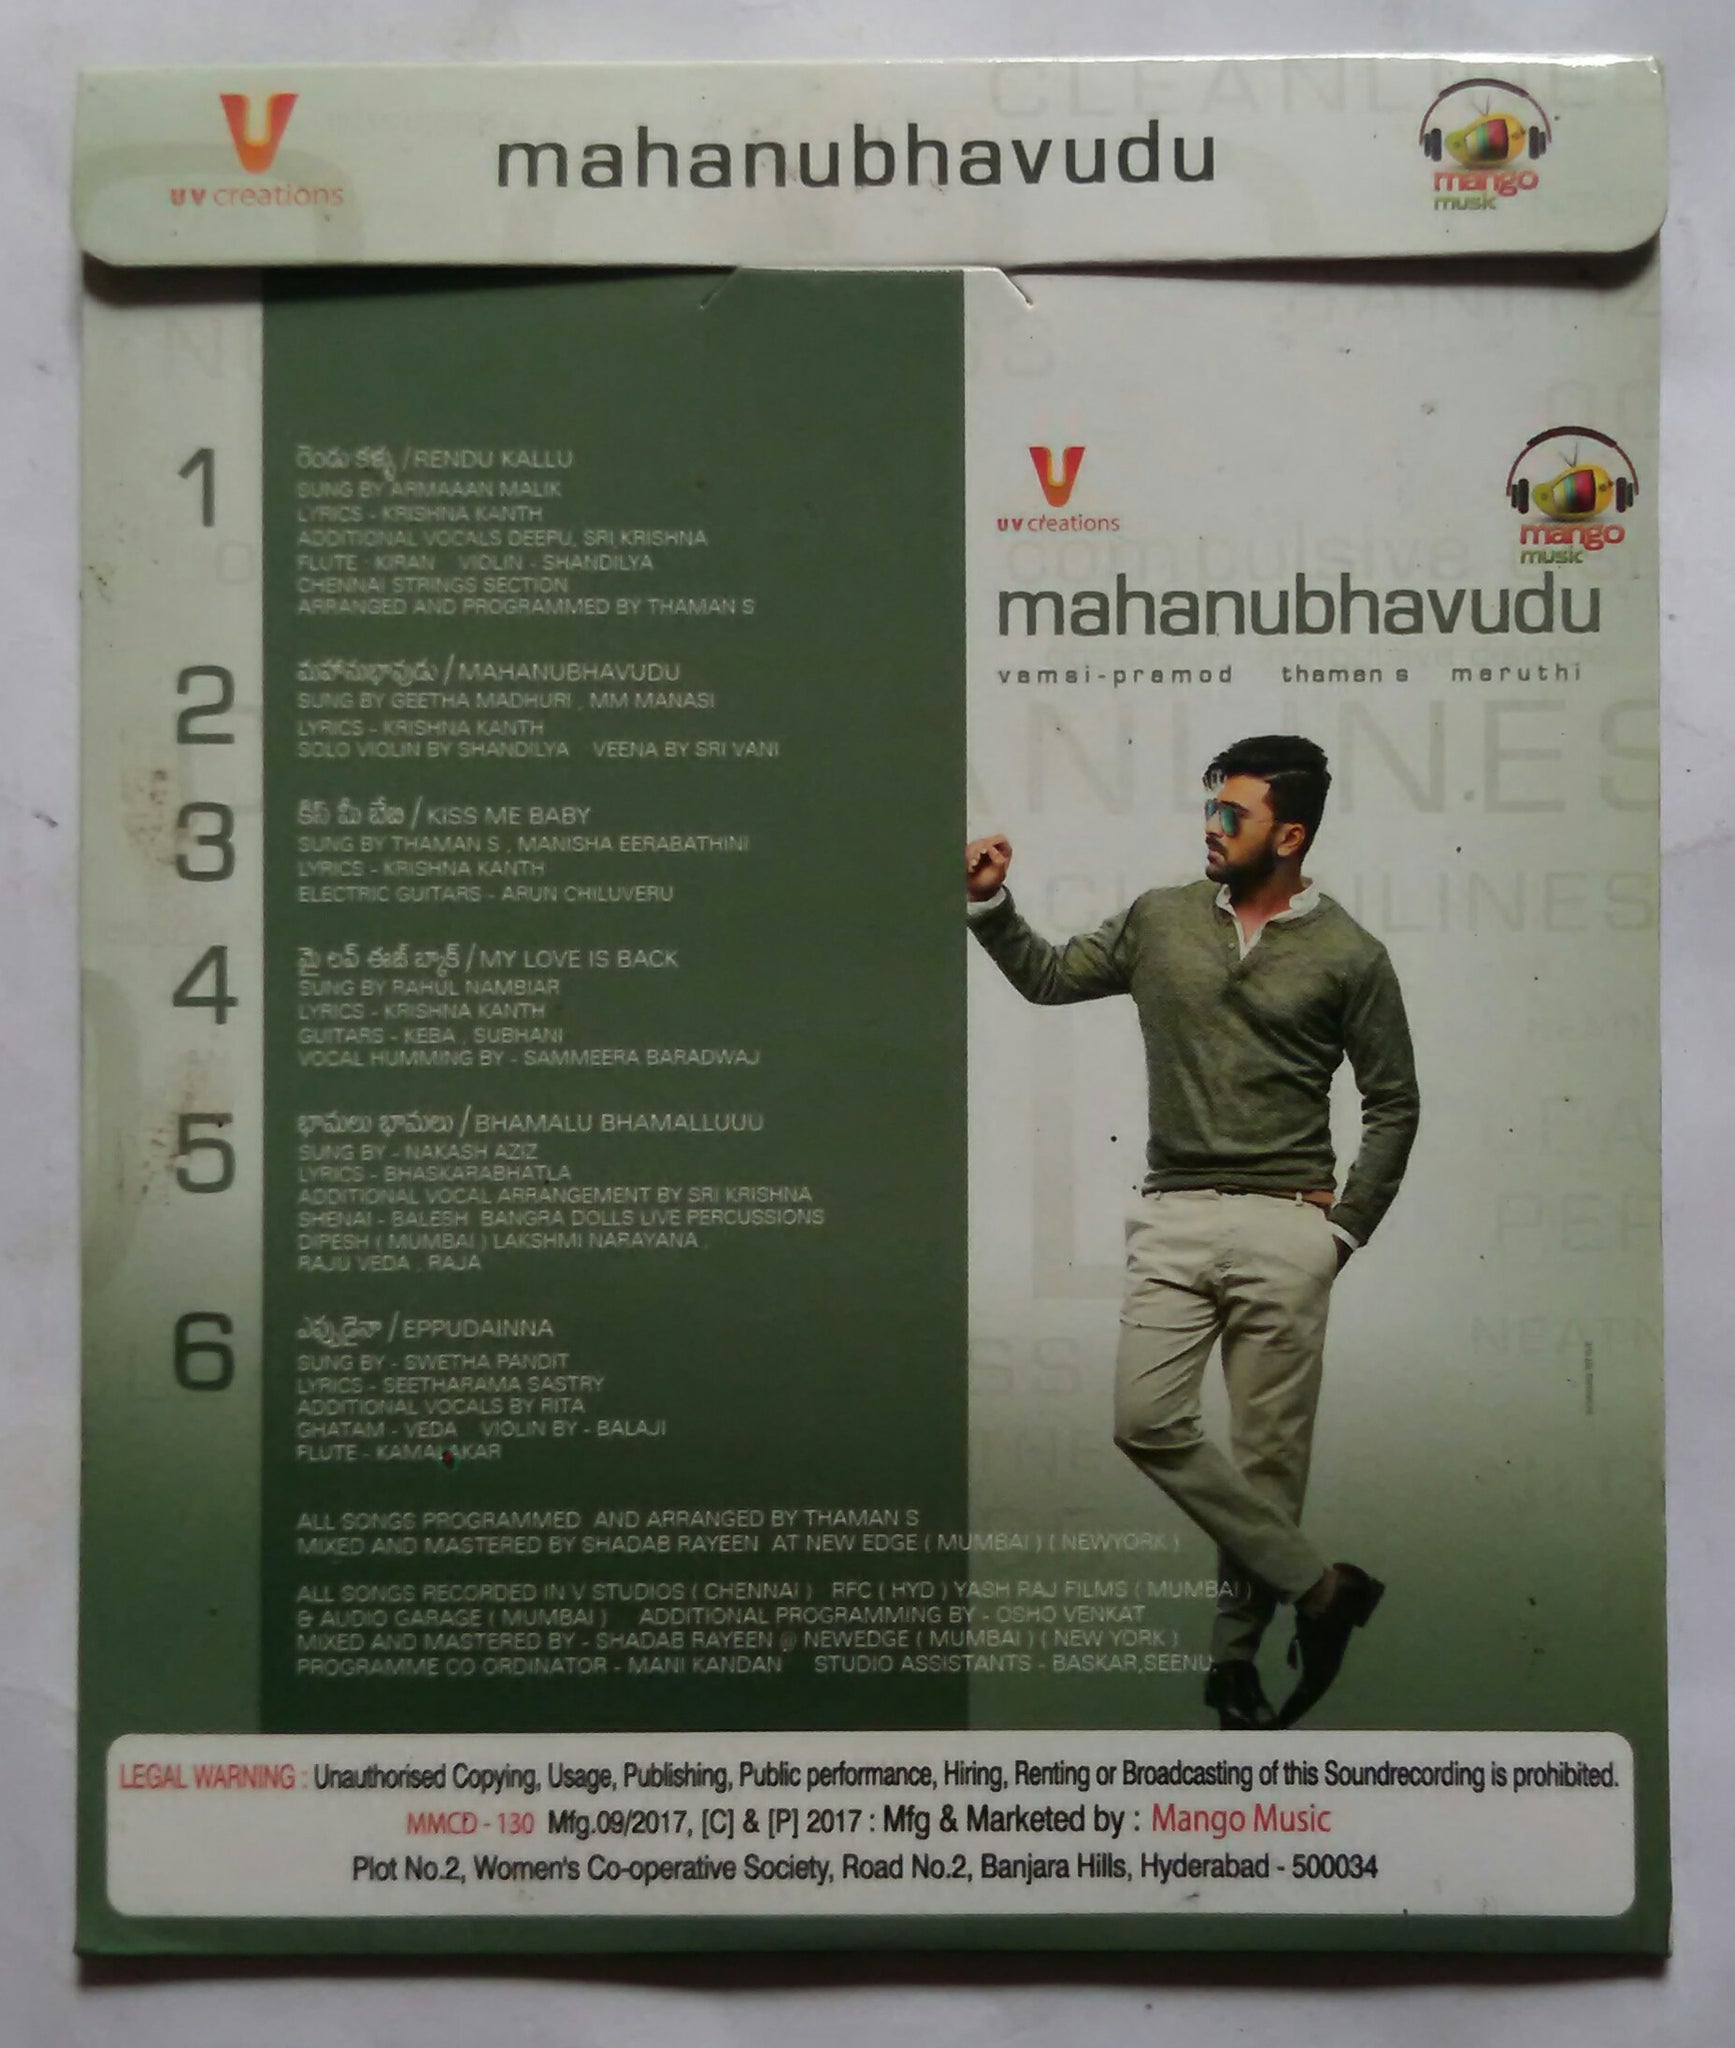 UV creations
mahanubhavudu
mango
music
CLEANLINE
UV creations
mango
music
mahanubhavudu
vamsi-pramod thaman s maruthi
1
రెండు కళ్ళు / RENDU KALLU
SUNG BY ARMAAAN MALIK
LYRICS - KRISHNA KANTH
ADDITIONAL VOCALS DEEPU, SRI KRISHNA
FLUTE - KIRAN VIOLIN - SHANDILYA
CHENNAI STRINGS SECTION
ARRANGED AND PROGRAMMED BY THAMAN S
2
మహానుభావుడు / MAHANUBHAVUDU
SUNG BY GEETHA MADHURI , MM MANASI
LYRICS - KRISHNA KANTH
SOLO VIOLIN BY SHANDILYA VEENA BY SRI VANI
3
కిస్ మీ బేబి / KISS ME BABY
SUNG BY THAMAN S , MANISHA EERABATHINI
LYRICS - KRISHNA KANTH
ELECTRIC GUITARS - ARUN CHILUVERU
4
మై లవ్ ఈజ్ బ్యాక్ / MY LOVE IS BACK
SUNG BY RAHUL NAMBIAR
LYRICS - KRISHNA KANTH
GUITARS - KEBA , SUBHANI
VOCAL HUMMING BY - SAMMEERA BARADWAJ
5
భామలు భామలు / BHAMALU BHAMALLUUU
SUNG BY - NAKASH AZIZ
LYRICS - BHASKARABHATLA
ADDITIONAL VOCAL ARRANGEMENT BY SRI KRISHNA
SHENAI - BALESH BANGRA DOLLS LIVE PERCUSSIONS
DIPESH ( MUMBAI ) LAKSHMI NARAYANA ,
RAJU VEDA , RAJA
6
ఎప్పుడైనా / EPPUDAINNA
SUNG BY - SWETHA PANDIT
LYRICS - SEETHARAMA SASTRY
ADDITIONAL VOCALS BY RITA
GHATAM - VEDA VIOLIN BY - BALAJI
FLUTE - KAMALAKAR
ALL SONGS PROGRAMMED AND ARRANGED BY THAMAN S
MIXED AND MASTERED BY SHADAB RAYEEN AT NEW EDGE ( MUMBAI ) ( NEWYORK )
ALL SONGS RECORDED IN V STUDIOS ( CHENNAI ) RFC ( HYD ) YASH RAJ FILMS ( MUMBAI )
& AUDIO GARAGE ( MUMBAI ) ADDITIONAL PROGRAMMING BY - OSHO VENKAT
MIXED AND MASTERED BY - SHADAB RAYEEN @ NEWEDGE ( MUMBAI ) ( NEW YORK )
PROGRAMME CO ORDINATOR - MANI KANDAN STUDIO ASSISTANTS - BASKAR,SEENU,
LEGAL WARNING : Unauthorised Copying, Usage, Publishing, Public performance, Hiring, Renting or Broadcasting of this Soundrecording is prohibited.
MMCD - 130 Mfg.09/2017, [C] & [P] 2017 : Mfg & Marketed by : Mango Music
Plot No.2, Women's Co-operative Society, Road No.2, Banjara Hills, Hyderabad - 500034